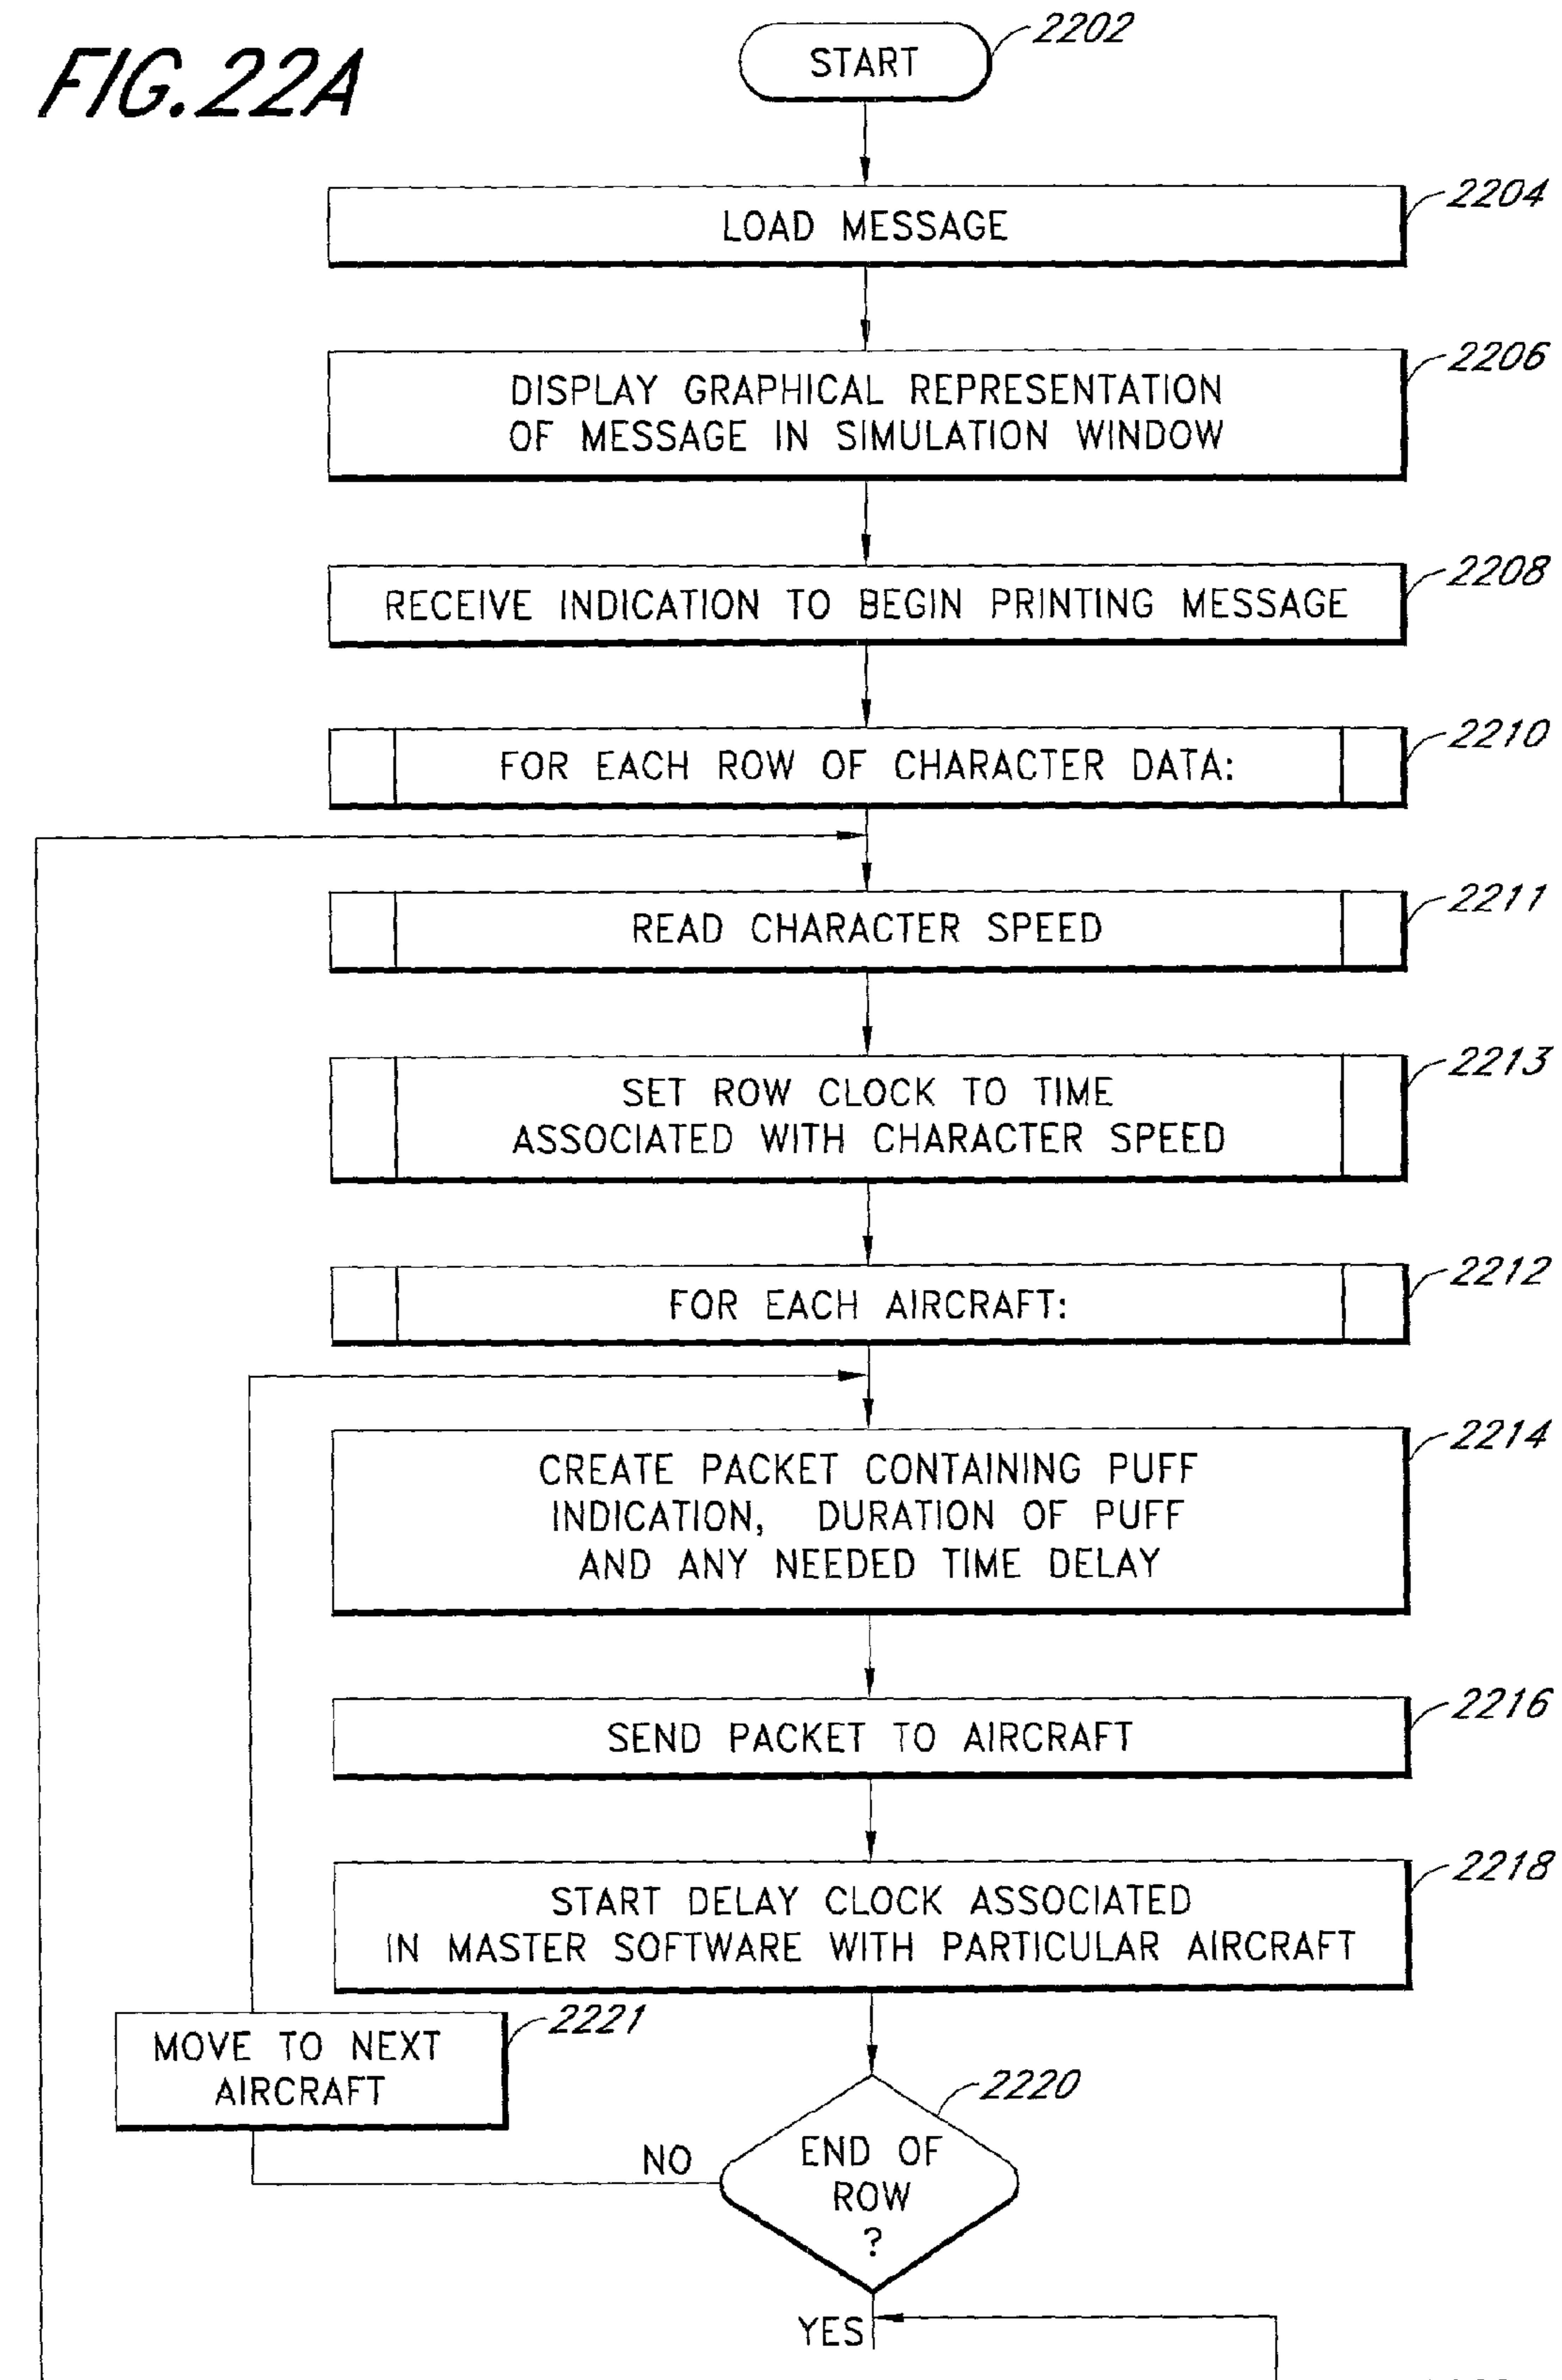 FIG.22A
START
2202
LOAD MESSAGE
2204
DISPLAY GRAPHICAL REPRESENTATION
OF MESSAGE IN SIMULATION WINDOW
2206
RECEIVE INDICATION TO BEGIN PRINTING MESSAGE
2208
FOR EACH ROW OF CHARACTER DATA:
2210
READ CHARACTER SPEED
2211
SET ROW CLOCK TO TIME
ASSOCIATED WITH CHARACTER SPEED
2213
FOR EACH AIRCRAFT:
2212
CREATE PACKET CONTAINING PUFF
INDICATION, DURATION OF PUFF
AND ANY NEEDED TIME DELAY
2214
SEND PACKET TO AIRCRAFT
2216
START DELAY CLOCK ASSOCIATED
IN MASTER SOFTWARE WITH PARTICULAR AIRCRAFT
2218
MOVE TO NEXT
AIRCRAFT
2221
END OF
ROW
?
2220
NO
YES